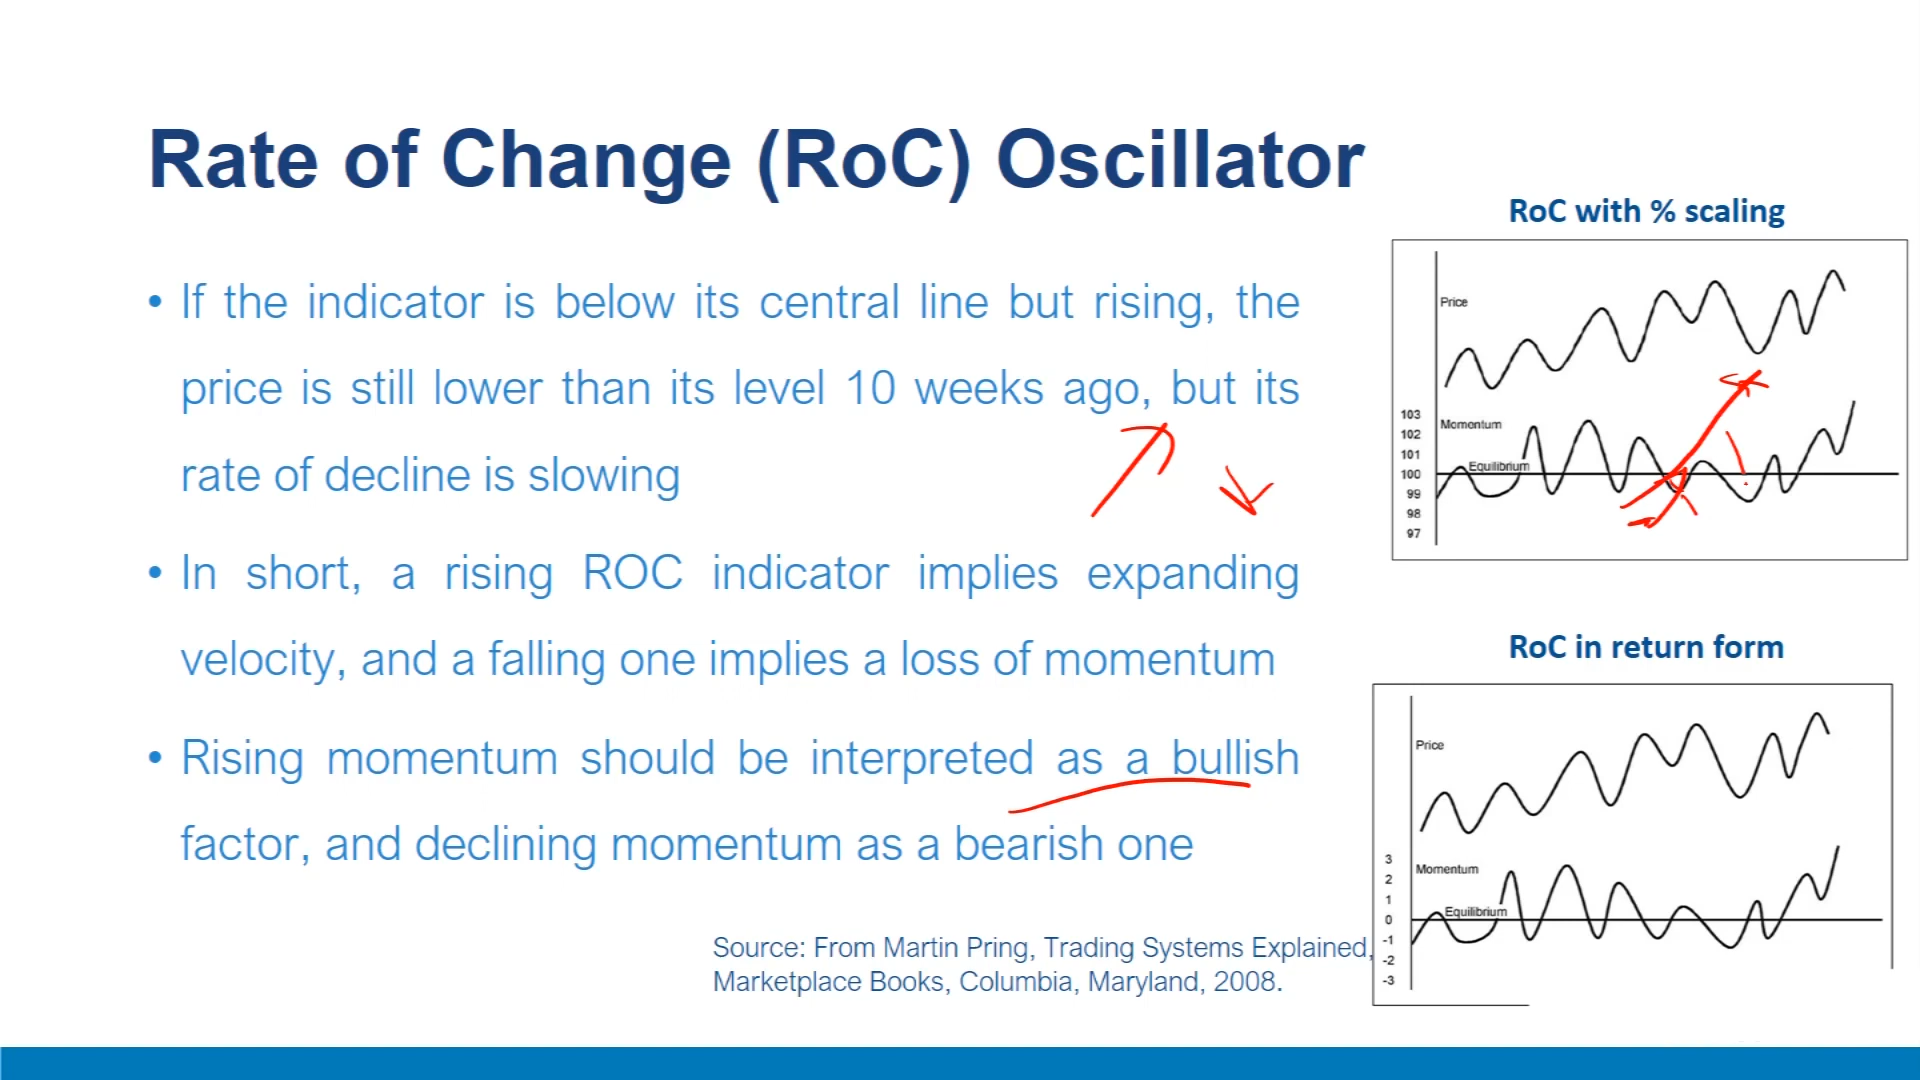 Rate of Change (RoC) Oscillator
• If the indicator is below its central line but rising, the
price is still lower than its level 10 weeks ago, but its
rate of decline is slowing
• In short, a rising ROC indicator implies expanding
velocity, and a falling one implies a loss of momentum
• Rising momentum should be interpreted as a bullish
factor, and declining momentum as a bearish one
Source: From Martin Pring, Trading Systems Explained,
Marketplace Books, Columbia, Maryland, 2008.
RoC with % scaling
Price
103
Momentum
102
101
Equilibrium
100
99
98
97
RoC in return form
Price
3
Momentum
2
1
Equilibrium
0
-1
-2
-3